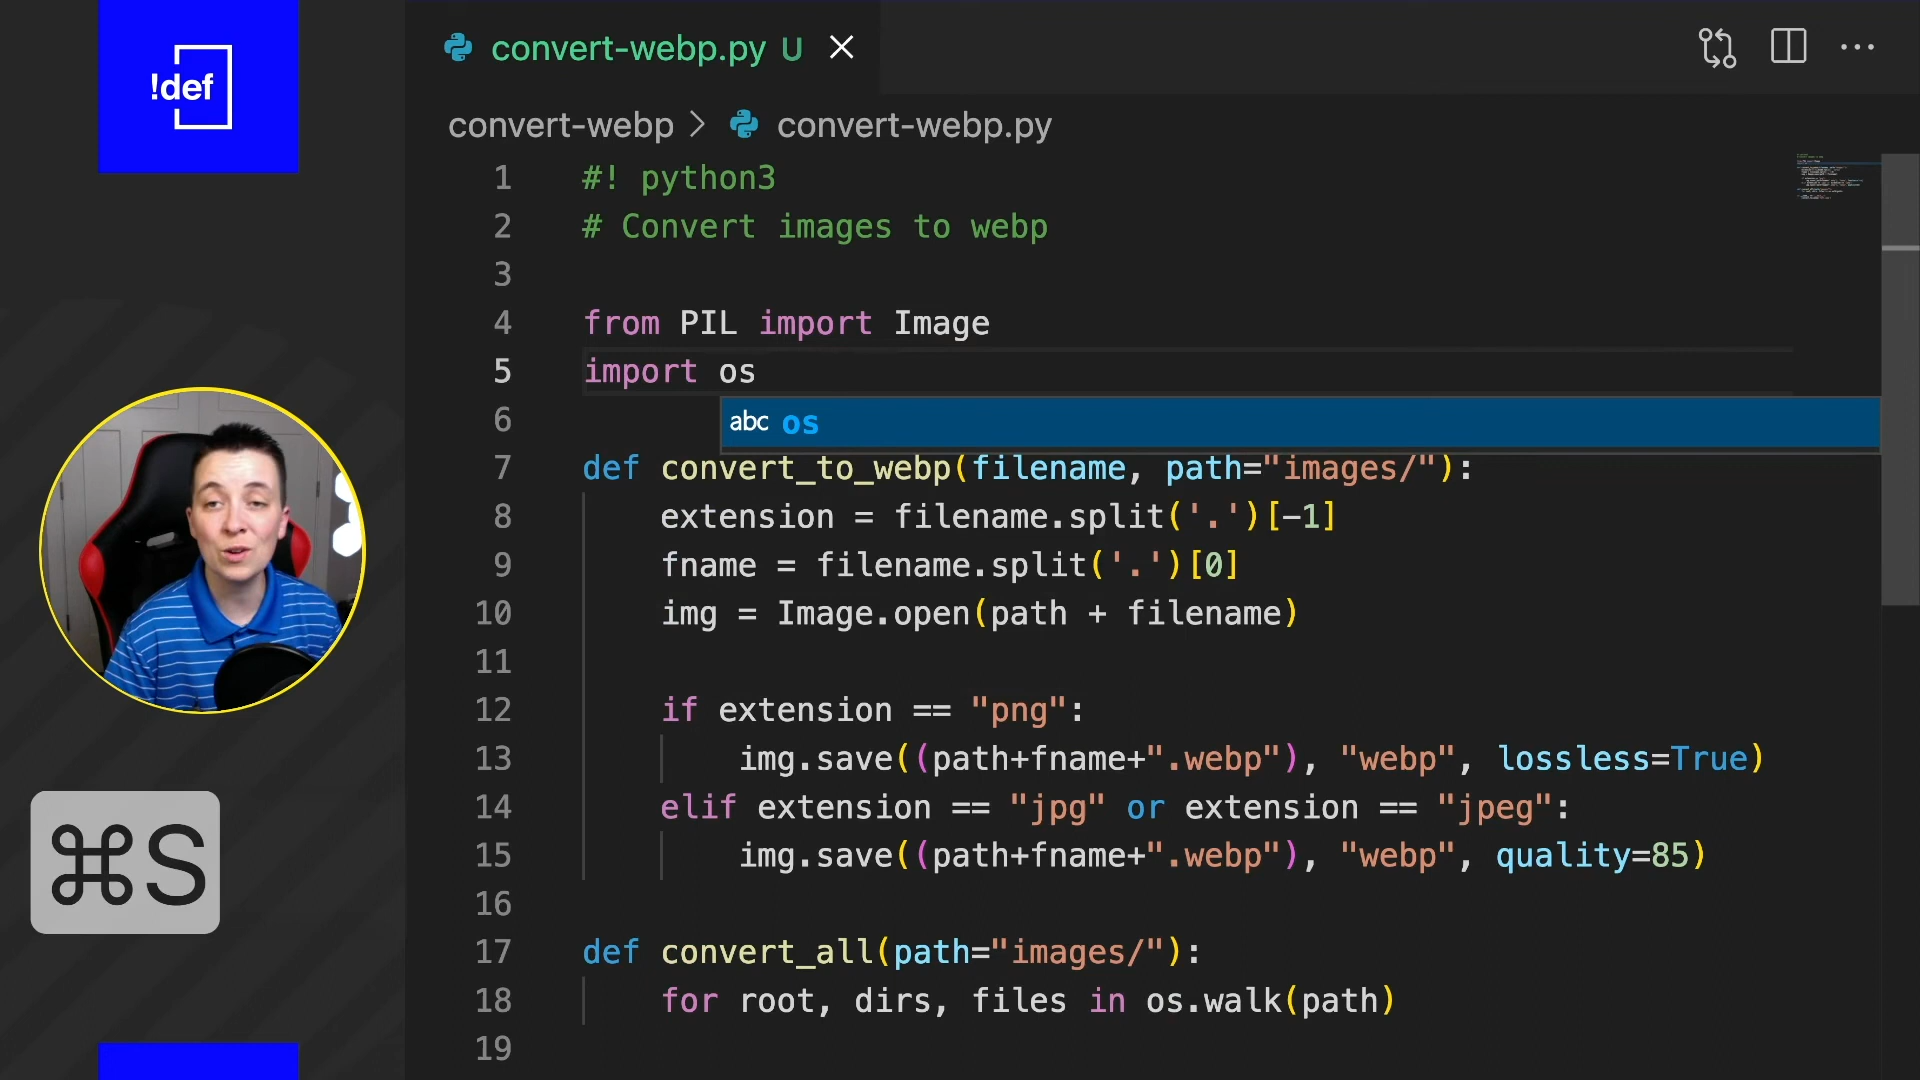 !def
convert-webp.py U
convert-webp > convert-webp.py
1 #! python3
2 # Convert images to webp
3
4 from PIL import Image
5 import os
abc os
6
7 def convert_to_webp(filename, path="images/"):
8 extension = filename.split('.')[-1]
9 fname = filename.split('.')[0]
10 img = Image.open(path + filename)
11
12 if extension == "png":
13 img.save((path+fname+".webp"), "webp", lossless=True)
14 elif extension == "jpg" or extension == "jpeg":
15 img.save((path+fname+".webp"), "webp", quality=85)
16
17 def convert_all(path="images/"):
18 for root, dirs, files in os.walk(path)
19
⌘S